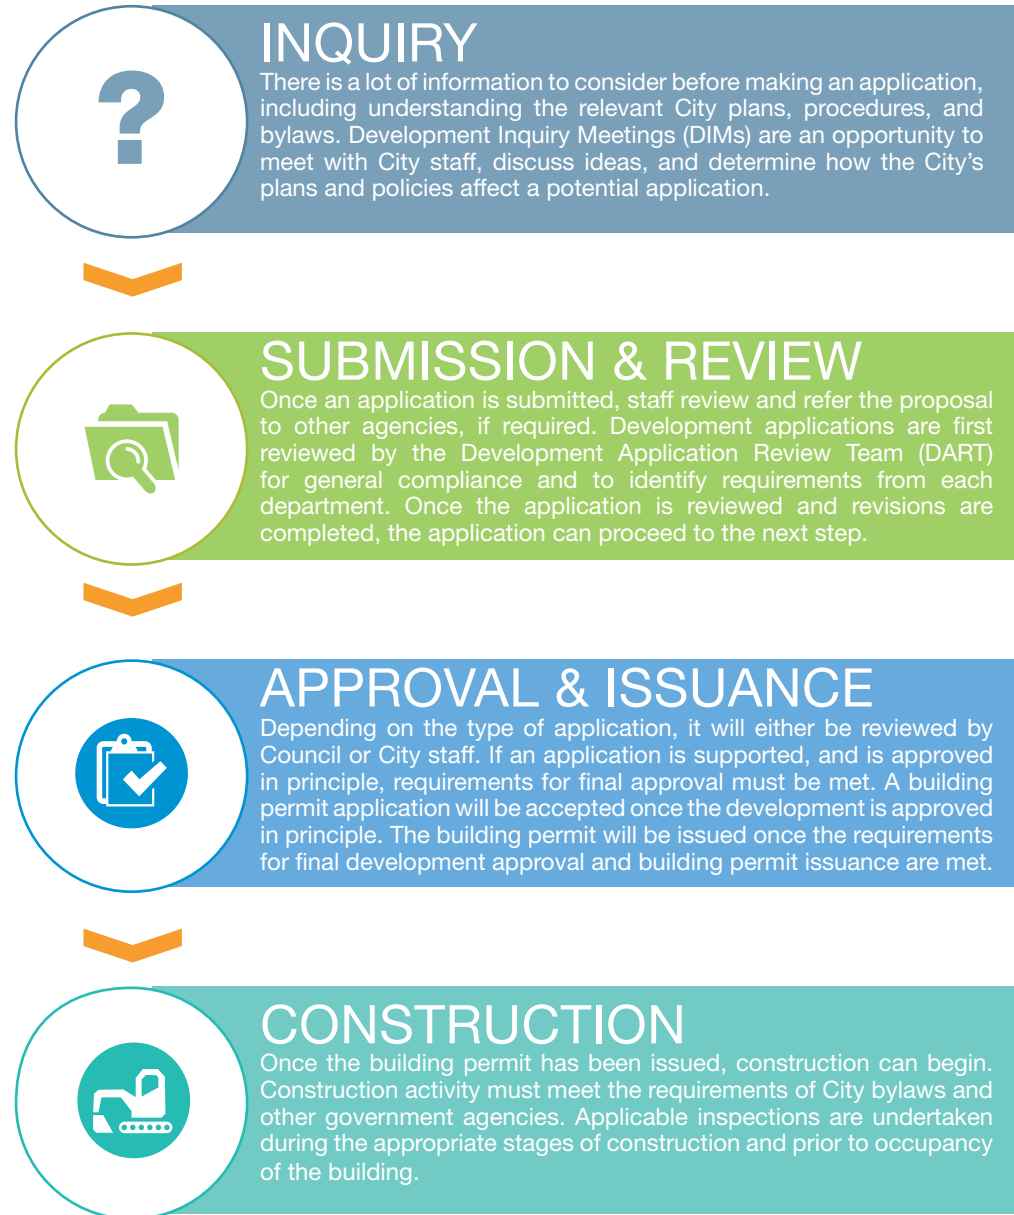 ?
INQUIRY
There is a lot of information to consider before making an application,
including understanding the relevant City plans, procedures, and
bylaws. Development Inquiry Meetings (DIMs) are an opportunity to
meet with City staff, discuss ideas, and determine how the City’s
plans and policies affect a potential application.
SUBMISSION & REVIEW
Once an application is submitted, staff review and refer the proposal
to other agencies, if required. Development applications are first
reviewed by the Development Application Review Team (DART)
for general compliance and to identify requirements from each
department. Once the application is reviewed and revisions are
completed, the application can proceed to the next step.
APPROVAL & ISSUANCE
Depending on the type of application, it will either be reviewed by
Council or City staff. If an application is supported, and is approved
in principle, requirements for final approval must be met. A building
permit application will be accepted once the development is approved
in principle. The building permit will be issued once the requirements
for final development approval and building permit issuance are met.
CONSTRUCTION
Once the building permit has been issued, construction can begin.
Construction activity must meet the requirements of City bylaws and
other government agencies. Applicable inspections are undertaken
during the appropriate stages of construction and prior to occupancy
of the building.